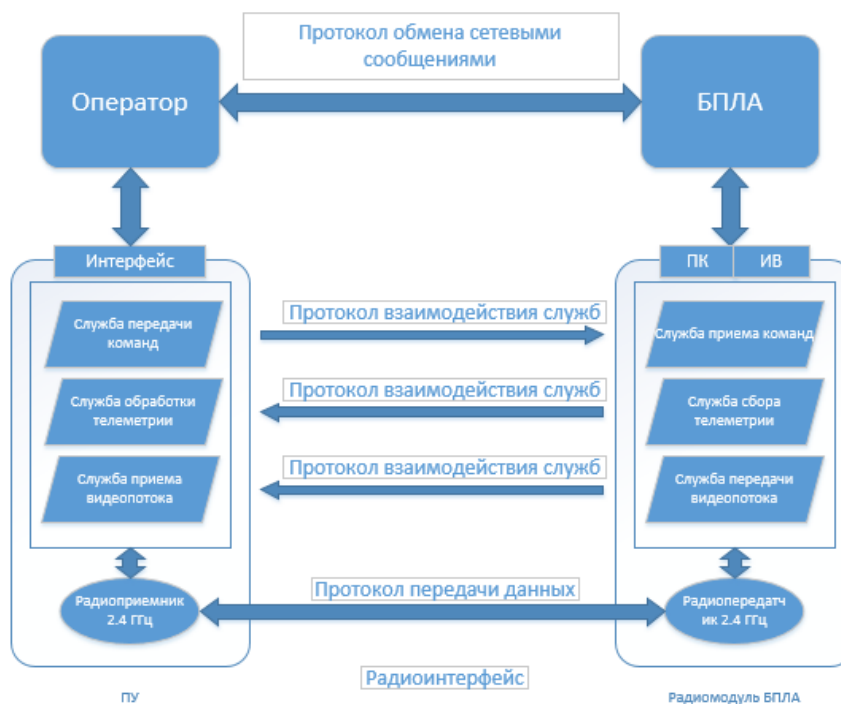 Протокол обмена сетевыми
сообщениями
Оператор
БПЛА
Интерфейс
ПК
ИВ
Служба передачи
команд
Протокол взаимодействия служб
Служба приема команд
Служба обработки
телеметрии
Протокол взаимодействия служб
Служба сбора
телеметрии
Служба приема
видеопотока
Протокол взаимодействия служб
Служба передачи
видеопотока
Радиоприемник
2.4 ГГц
Протокол передачи данных
Радиопередатч
ик 2.4 ГГц
Радиоинтерфейс
ПУ
Радиомодуль БПЛА